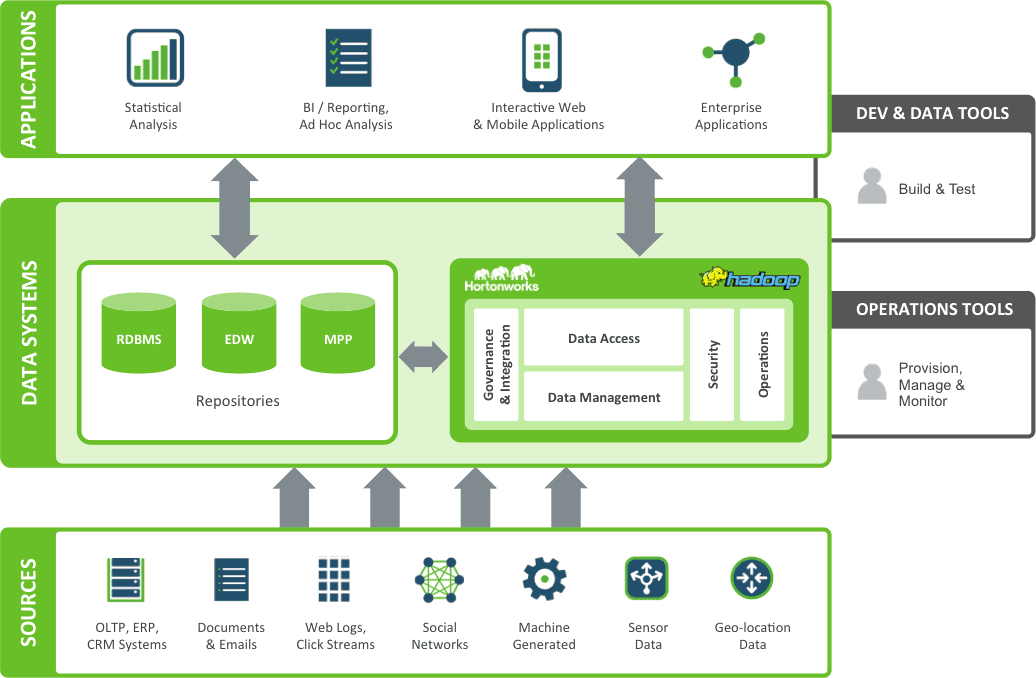 APPLICATIONS
Statistical
Analysis
BI / Reporting,
Ad Hoc Analysis
Interactive Web
& Mobile Applications
Enterprise
Applications
DEV & DATA TOOLS
Build & Test
DATA SYSTEMS
RDBMS
EDW
MPP
Repositories
Hortonworks
hadoop
Governance
& Integration
Data Access
Data Management
Security
Operations
OPERATIONS TOOLS
Provision,
Manage &
Monitor
SOURCES
OLTP, ERP,
CRM Systems
Documents
& Emails
Web Logs,
Click Streams
Social
Networks
Machine
Generated
Sensor
Data
Geo-location
Data